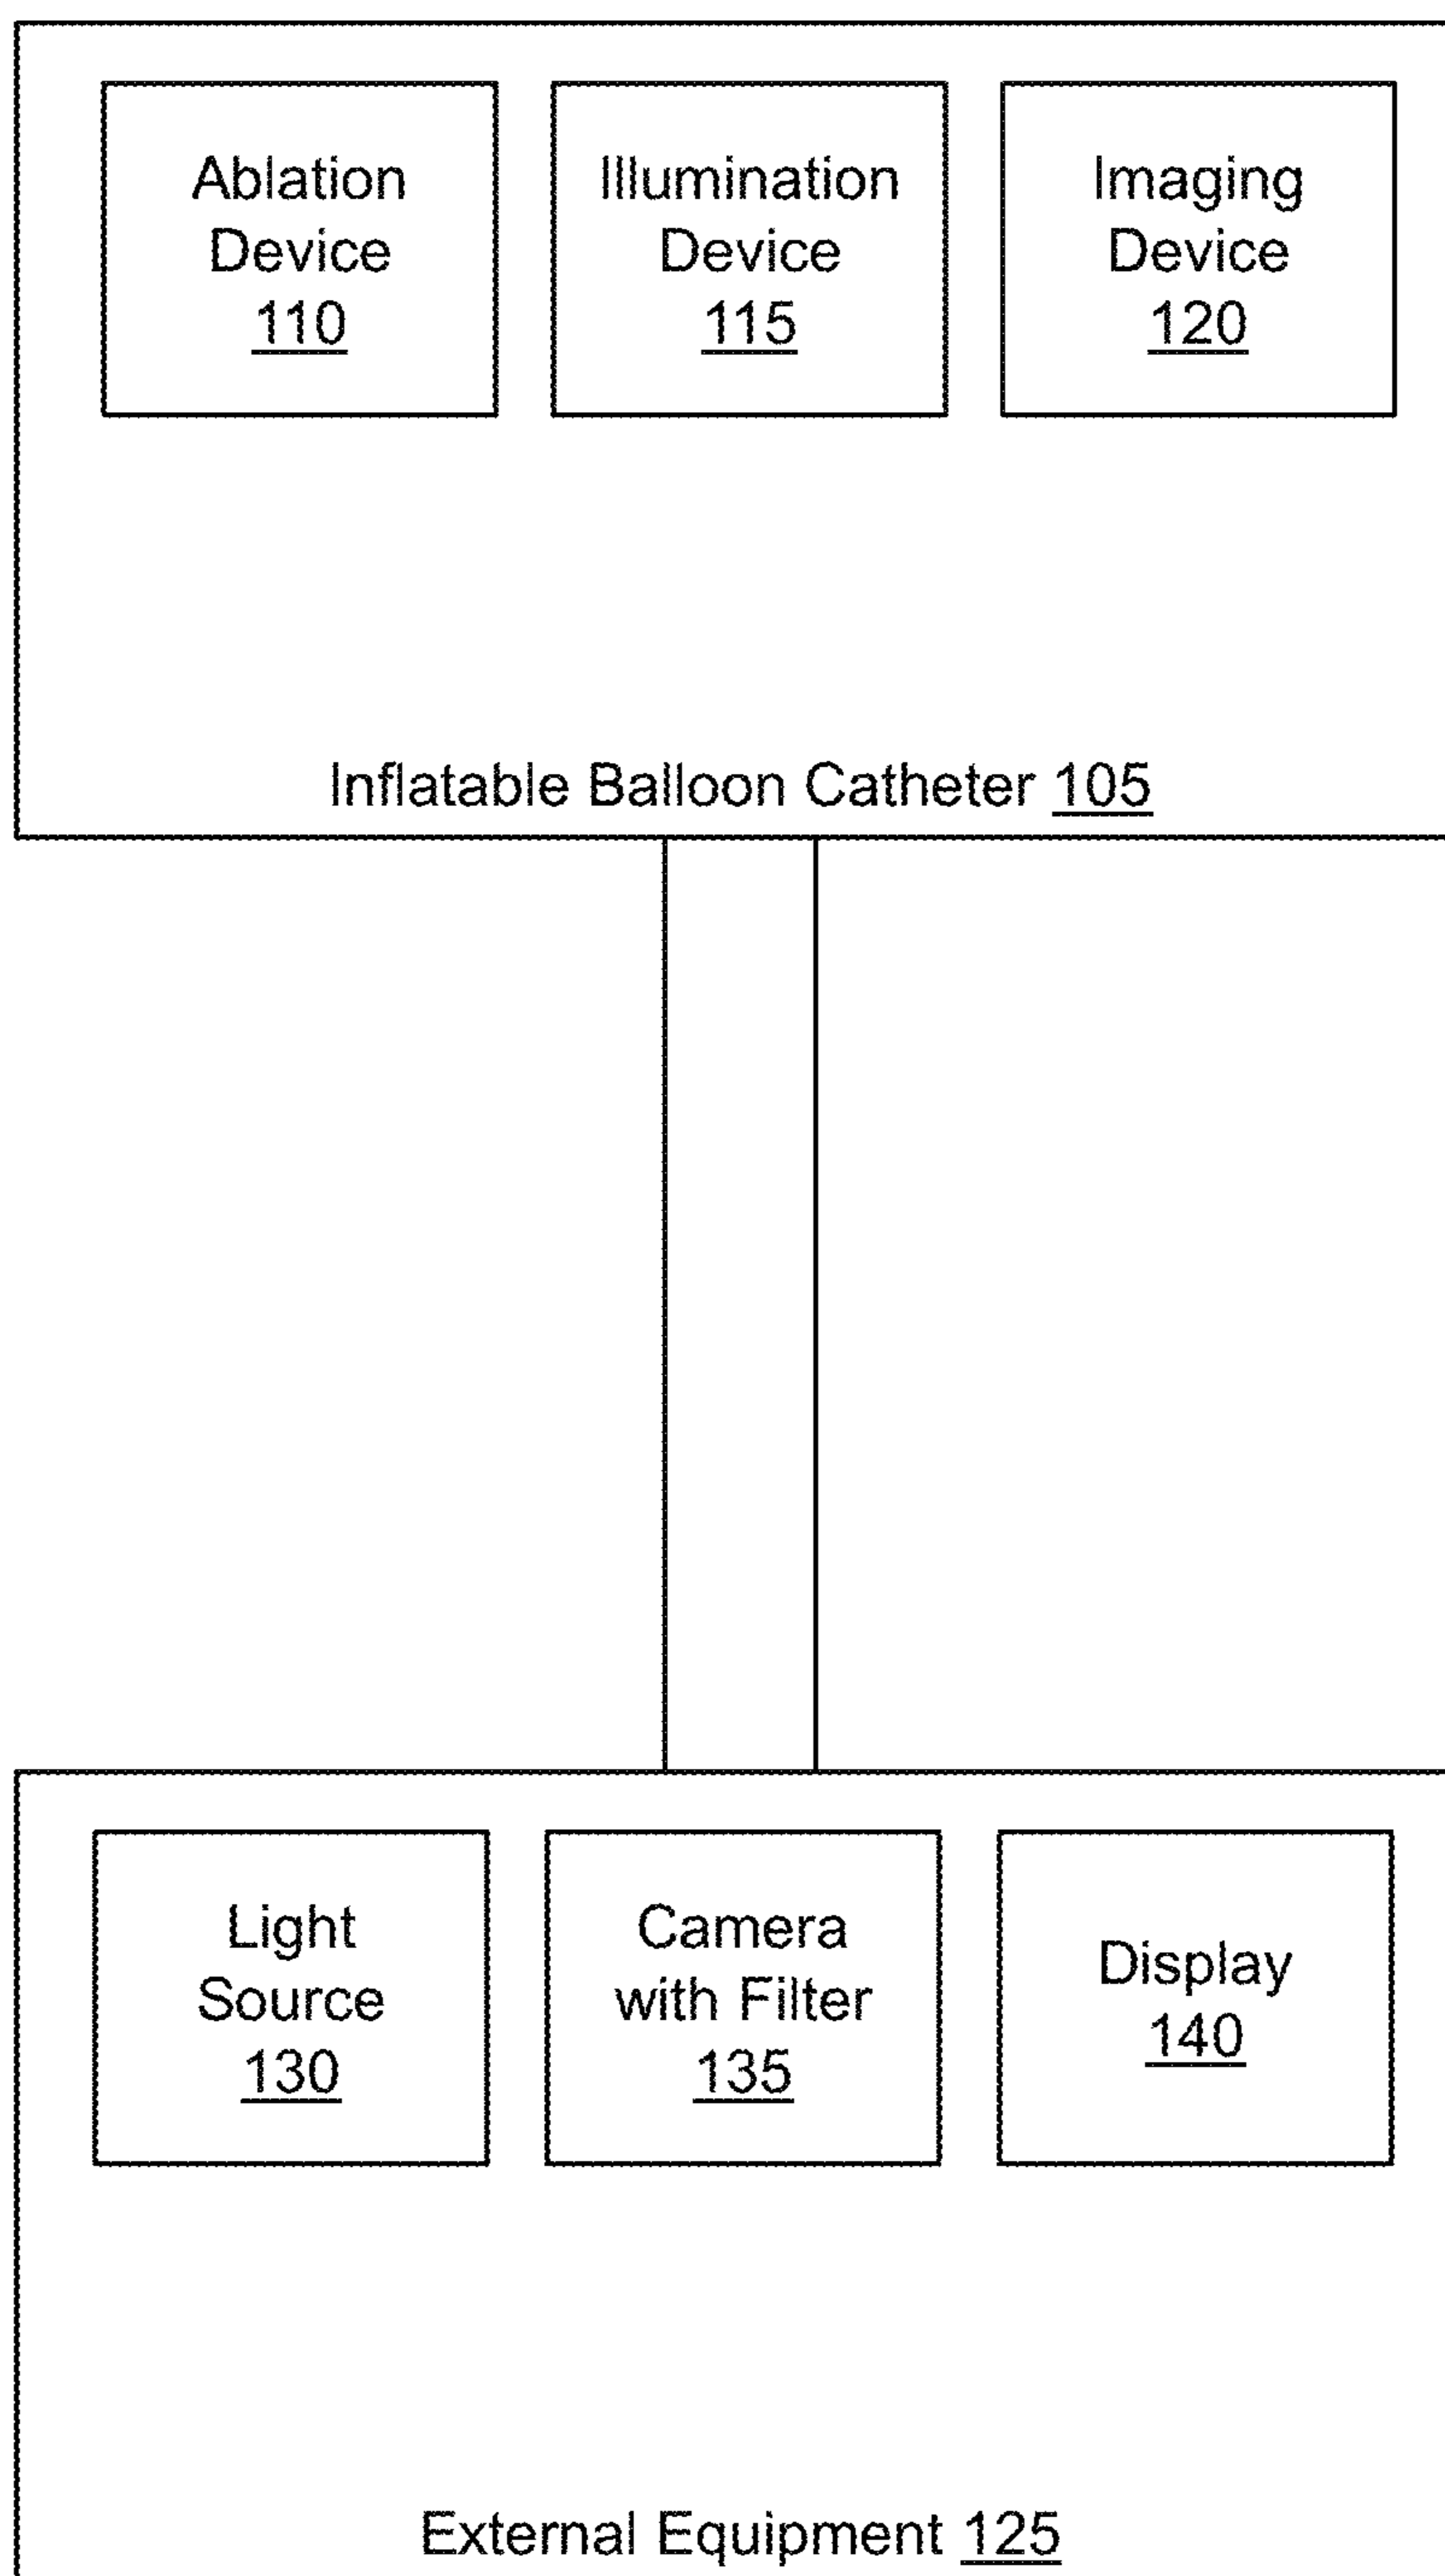 Ablation
Device
110
Illumination
Device
115
Imaging
Device
120
Inflatable Balloon Catheter 105
Light
Source
130
Camera
with Filter
135
Display
140
External Equipment 125